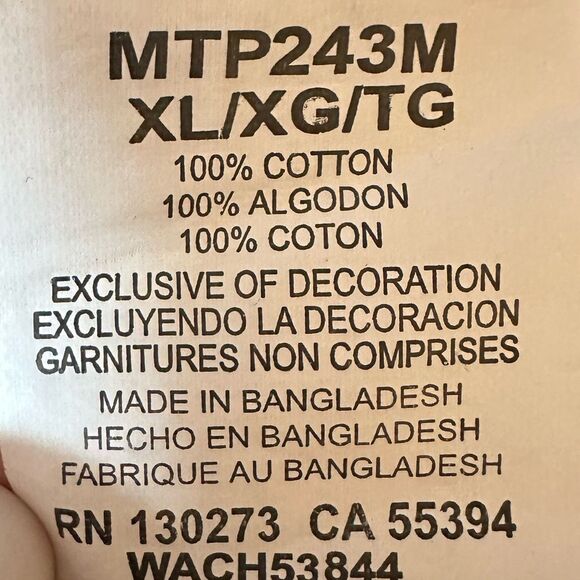 MTP243M
XL/XG/TG
100% COTTON
100% ALGODON
100% COTON
EXCLUSIVE OF DECORATION
EXCLUYENDO LA DECORACION
GARNITURES NON COMPRISES
MADE IN BANGLADESH
HECHO EN BANGLADESH
FABRIQUE AU BANGLADESH
RN 130273 CA 55394
WACH53844